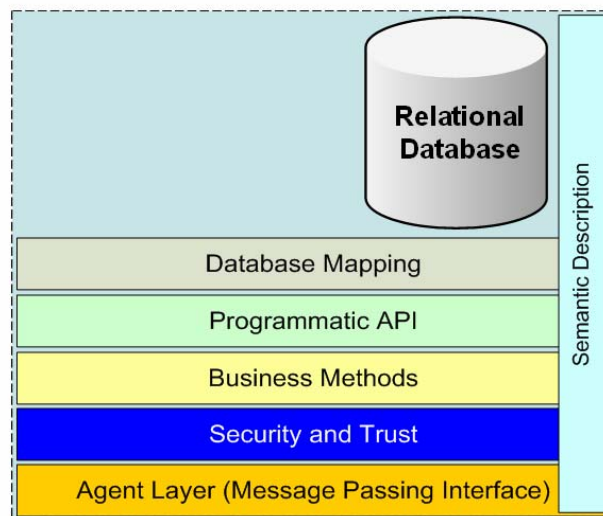 Relational
Database
Semantic Description
Database Mapping
Programmatic API
Business Methods
Security and Trust
Agent Layer (Message Passing Interface)